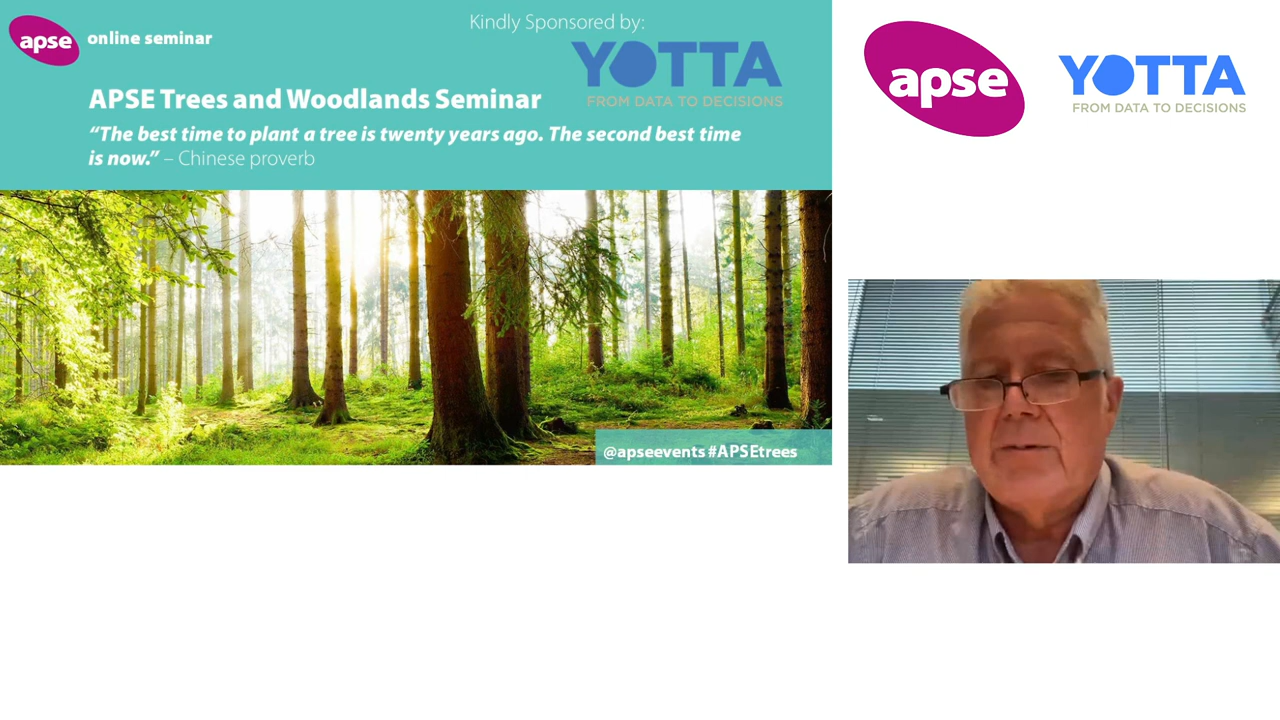 apse online seminar
Kindly Sponsored by:
YOTTA
FROM DATA TO DECISIONS
APSE Trees and Woodlands Seminar
“The best time to plant a tree is twenty years ago. The second best time
is now.” – Chinese proverb
@apseevents #APSEtrees
apse
YOTTA
FROM DATA TO DECISIONS